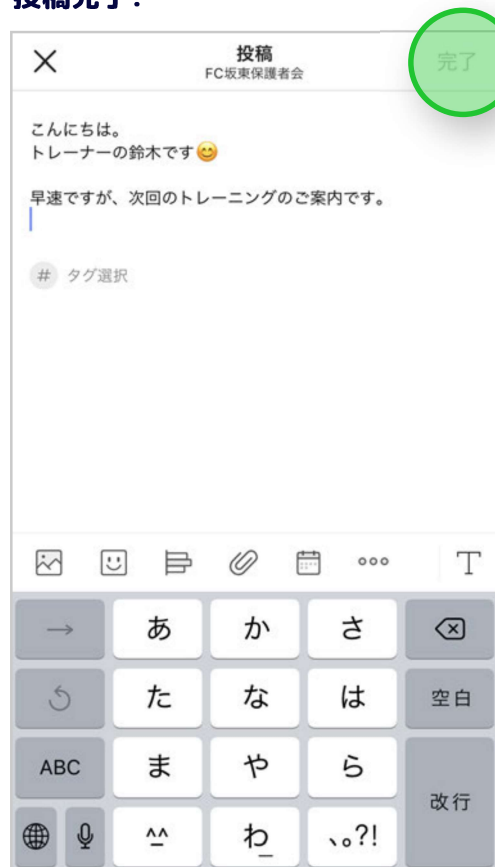 投稿完了！
投稿
FC坂東保護者会
完了
こんにちは。
トレーナーの鈴木です😊
早速ですが、次回のトレーニングのご案内です。
# タグ選択
T
→ あ か さ
た な は 空白
ABC ま や ら
改行
^^ わ_ 、。?!